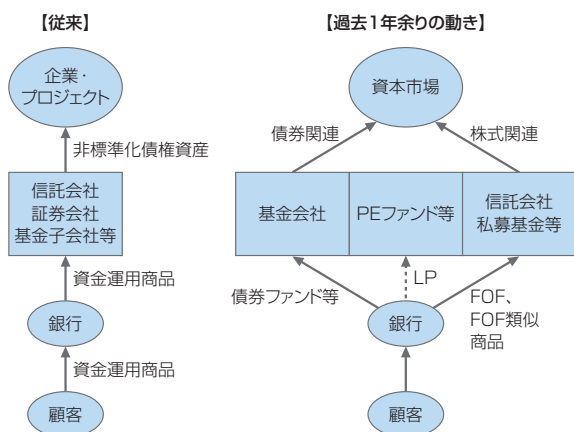 【従来】
企業・
プロジェクト
非標準化債権資産
信託会社
証券会社
基金子会社等
資金運用商品
銀行
資金運用商品
顧客
【過去1年余りの動き】
資本市場
債券関連
株式関連
基金会社
PEファンド等
信託会社
私募基金等
債券ファンド等
LP
FOF、
FOF類似
商品
銀行
顧客